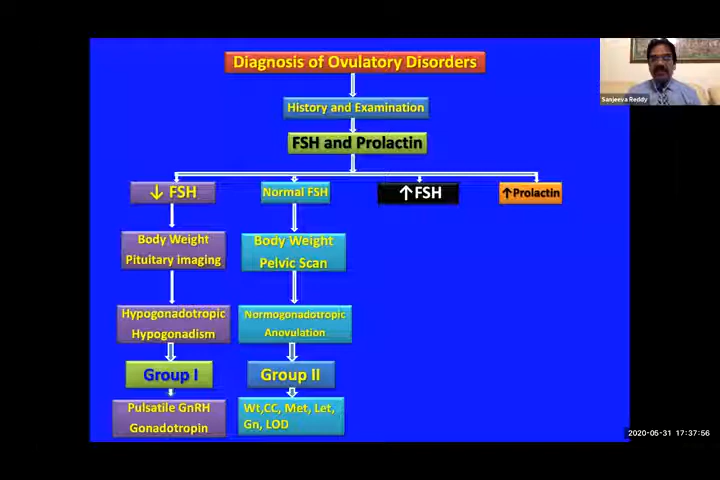 Diagnosis of Ovulatory Disorders
Sanjeeva Reddy
History and Examination
FSH and Prolactin
↓ FSH
Normal FSH
↑FSH
↑Prolactin
Body Weight
Pituitary imaging
Body Weight
Pelvic Scan
Hypogonadotropic
Hypogonadism
Normogonadotropic
Anovulation
Group I
Group II
Pulsatile GnRH
Gonadotropin
Wt,CC, Met, Let,
Gn, LOD
2020-05-31 17:37:56